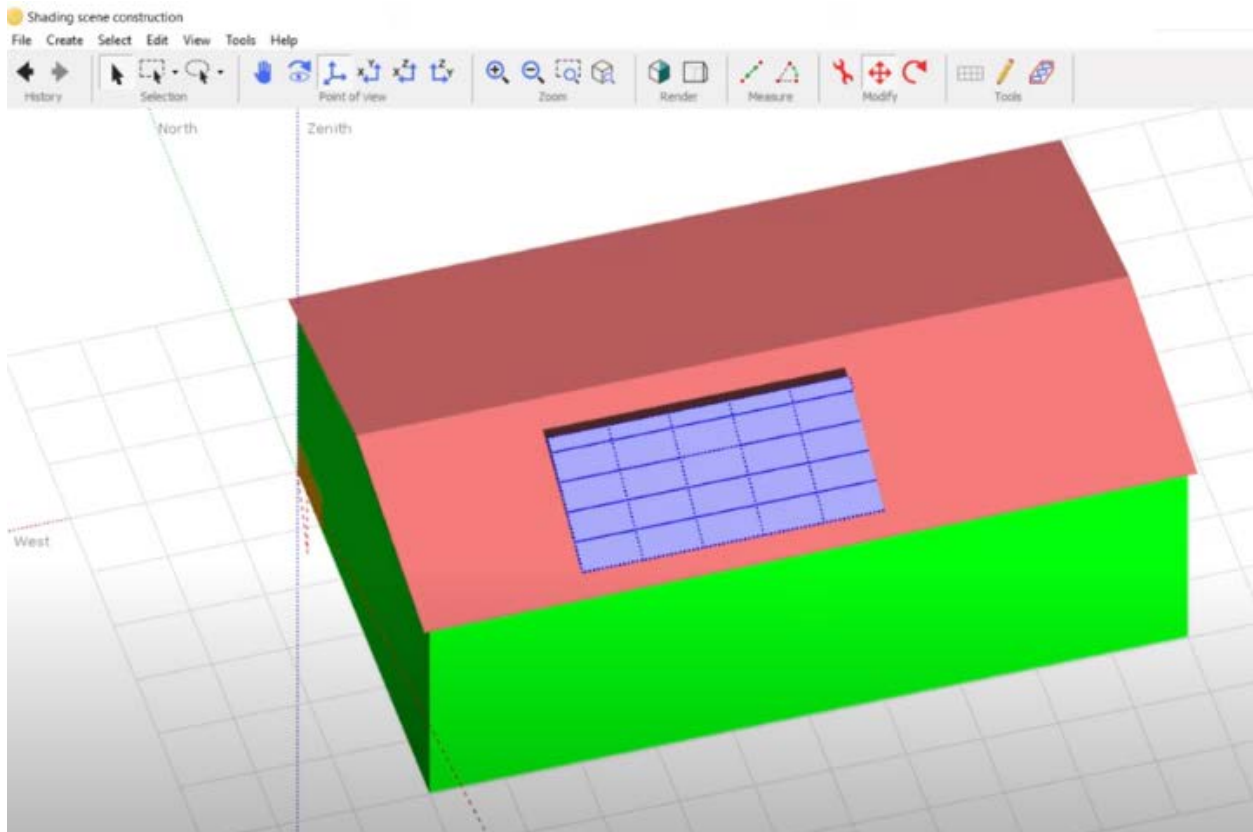 Shading scene construction
File Create Select Edit View Tools Help
History Selection Point of view Zoom Render Measure Modify Tools
North Zenith
West